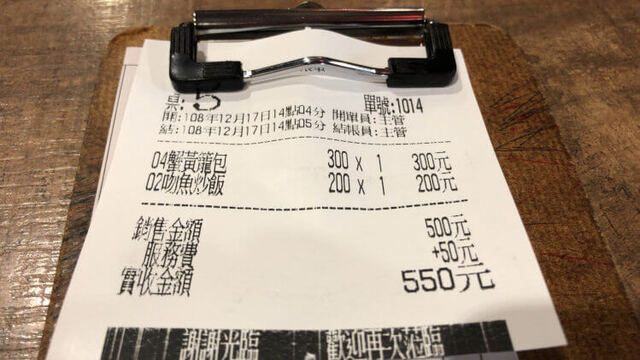 桌:5 單號:1014
開:108年12月17日14點04分 開單員:主管
結:108年12月17日14點05分 結帳員:主管
04蟹黃龍包 300 x 1 300元
02吻魚炒飯 200 x 1 200元
銷售金額 500元
服務費 +50元
實收金額 550元
謝謝光臨 歡迎再次蒞臨